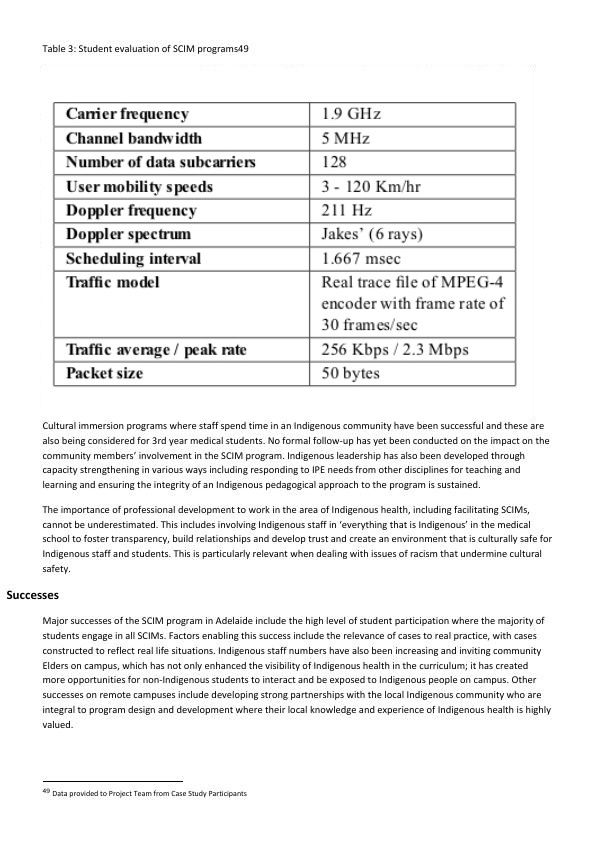 Table 3: Student evaluation of SCIM programs49
Carrier frequency 1.9 GHz
Channel bandwidth 5 MHz
Number of data subcarriers 128
User mobility speeds 3 - 120 Km/hr
Doppler frequency 211 Hz
Doppler spectrum Jakes' (6 rays)
Scheduling interval 1.667 msec
Traffic model Real trace file of MPEG-4
encoder with frame rate of
30 frames/sec
Traffic average / peak rate 256 Kbps / 2.3 Mbps
Packet size 50 bytes
Cultural immersion programs where staff spend time in an Indigenous community have been successful and these are
also being considered for 3rd year medical students. No formal follow-up has yet been conducted on the impact on the
community members’ involvement in the SCIM program. Indigenous leadership has also been developed through
capacity strengthening in various ways including responding to IPE needs from other disciplines for teaching and
learning and ensuring the integrity of an Indigenous pedagogical approach to the program is sustained.
The importance of professional development to work in the area of Indigenous health, including facilitating SCIMs,
cannot be underestimated. This includes involving Indigenous staff in ‘everything that is Indigenous’ in the medical
school to foster transparency, build relationships and develop trust and create an environment that is culturally safe for
Indigenous staff and students. This is particularly relevant when dealing with issues of racism that undermine cultural
safety.
Successes
Major successes of the SCIM program in Adelaide include the high level of student participation where the majority of
students engage in all SCIMs. Factors enabling this success include the relevance of cases to real practice, with cases
constructed to reflect real life situations. Indigenous staff numbers have also been increasing and inviting community
Elders on campus, which has not only enhanced the visibility of Indigenous health in the curriculum; it has created
more opportunities for non-Indigenous students to interact and be exposed to Indigenous people on campus. Other
successes on remote campuses include developing strong partnerships with the local Indigenous community who are
integral to program design and development where their local knowledge and experience of Indigenous health is highly
valued.
49 Data provided to Project Team from Case Study Participants